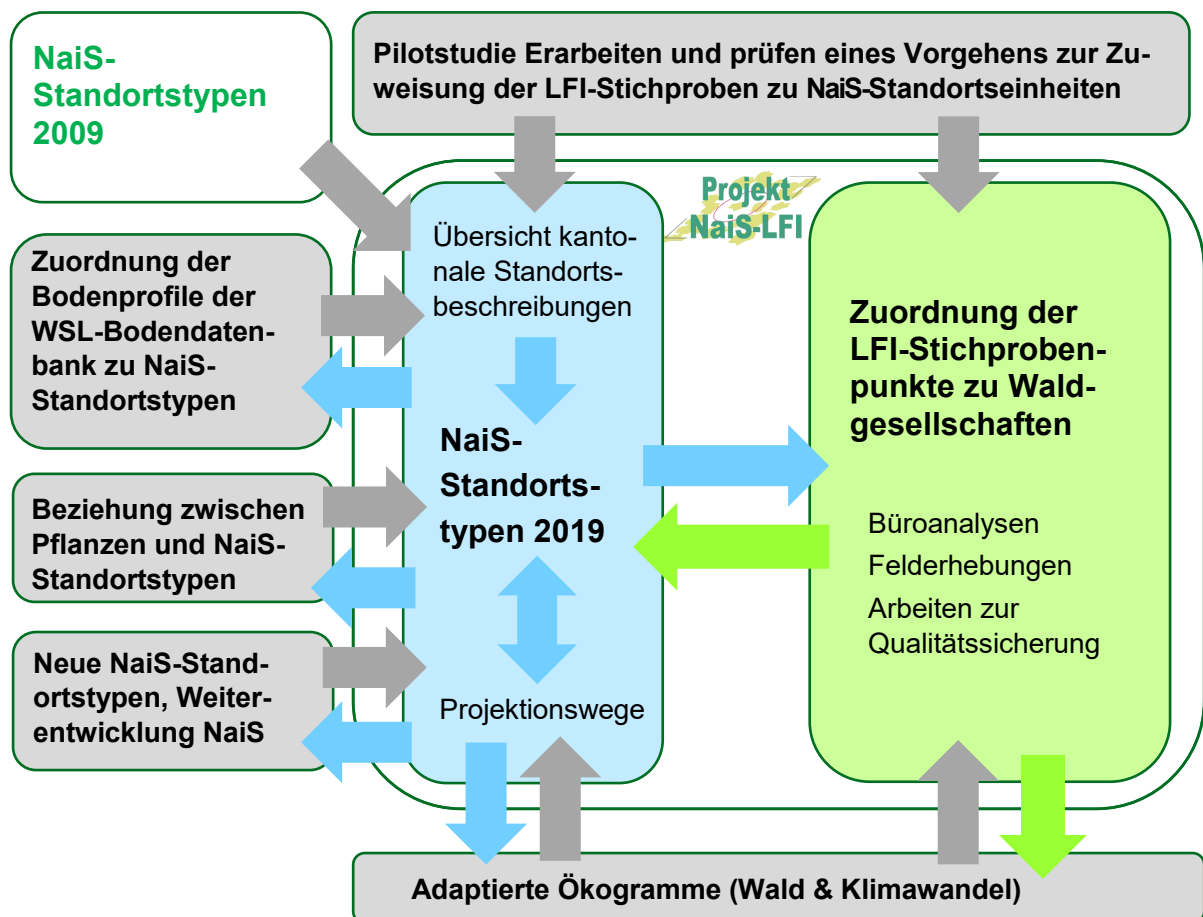 NaiS-
Standortstypen
2009
Pilotstudie Erarbeiten und prüfen eines Vorgehens zur Zu-
weisung der LFI-Stichproben zu NaiS-Standortseinheiten
Projekt
NaiS-LFI
Zuordnung der
Bodenprofile der
WSL-Bodendaten-
bank zu NaiS-
Standortstypen
Beziehung zwischen
Pflanzen und NaiS-
Standortstypen
Neue NaiS-Stand-
ortstypen, Weiter-
entwicklung NaiS
Übersicht kanto-
nale Standorts-
beschreibungen
NaiS-
Standorts-
typen 2019
Projektionswege
Zuordnung der
LFI-Stichproben-
punkte zu Wald-
gesellschaften
Büroanalysen
Felderhebungen
Arbeiten zur
Qualitätssicherung
Adaptierte Ökogramme (Wald & Klimawandel)